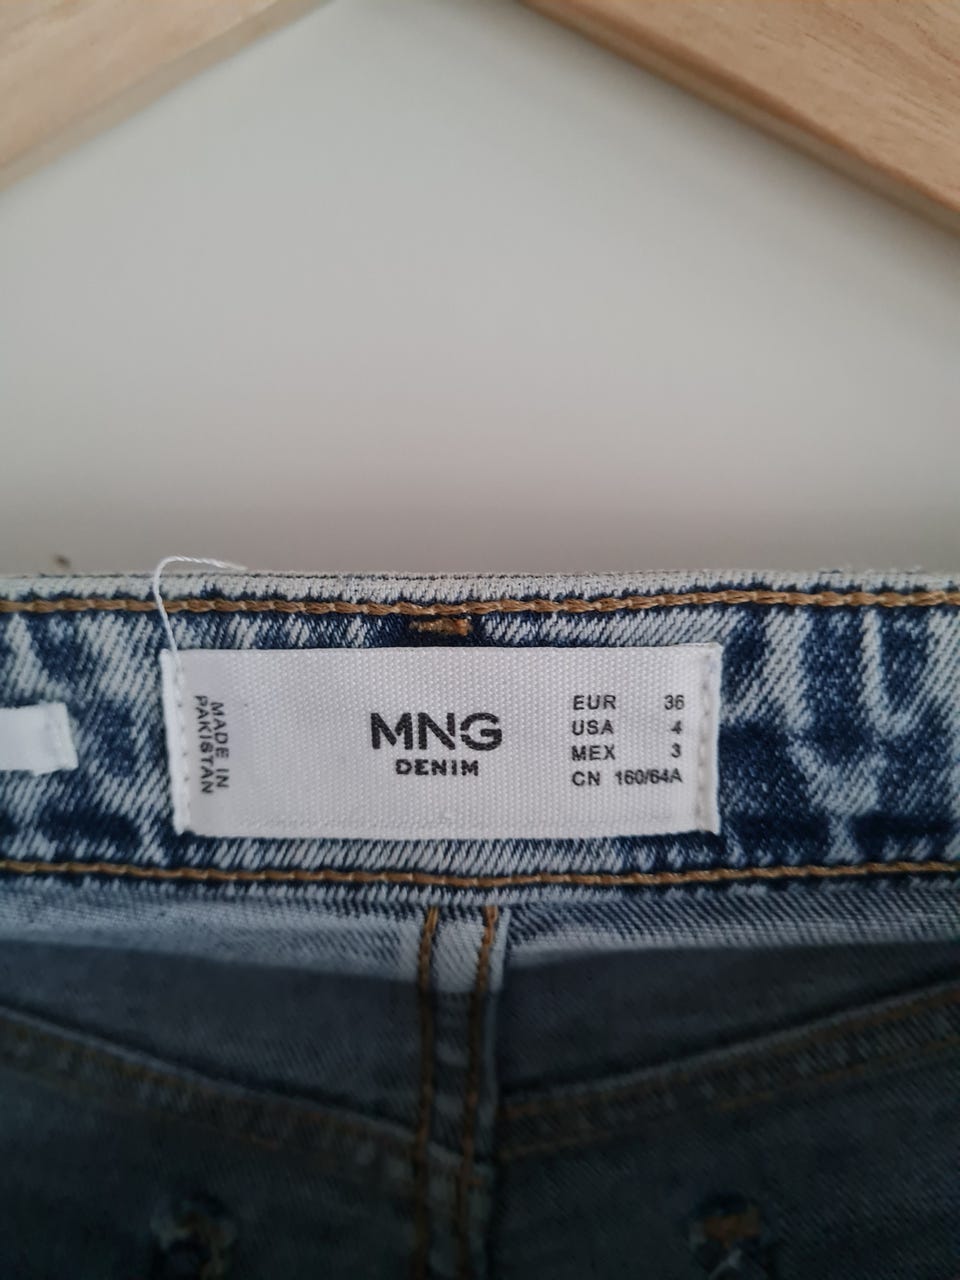 MADE IN
PAKISTAN
MNG
DENIM
EUR 36
USA 4
MEX 3
CN 160/64A